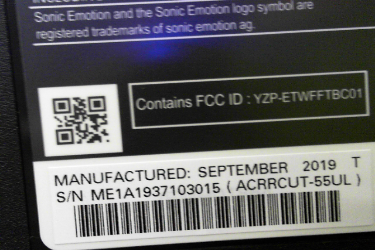 Sonic Emotion and the Sonic Emotion logo symbol are
registered trademarks of sonic emotion ag.
Contains FCC ID : YZP-ETWFFTBC01
MANUFACTURED: SEPTEMBER 2019 T
S/N ME1A1937103015 ( ACRRCUT-55UL )